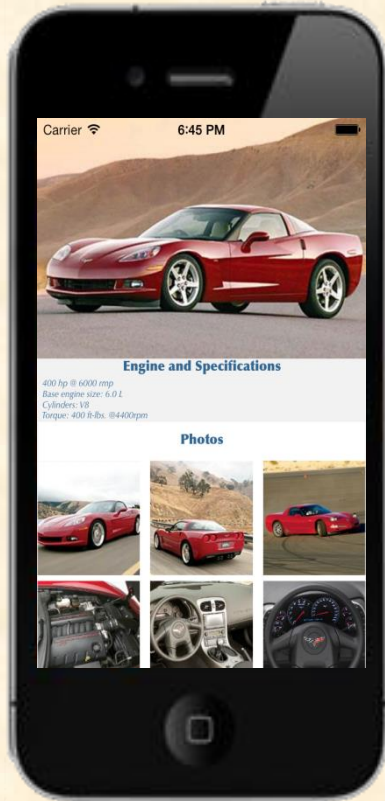 Carrier
6:45 PM
Engine and Specifications
400 hp @ 6000 rmp
Base engine size: 6.0 L
Cylinders: V8
Torque: 400 ft-lbs. @4400rpm
Photos